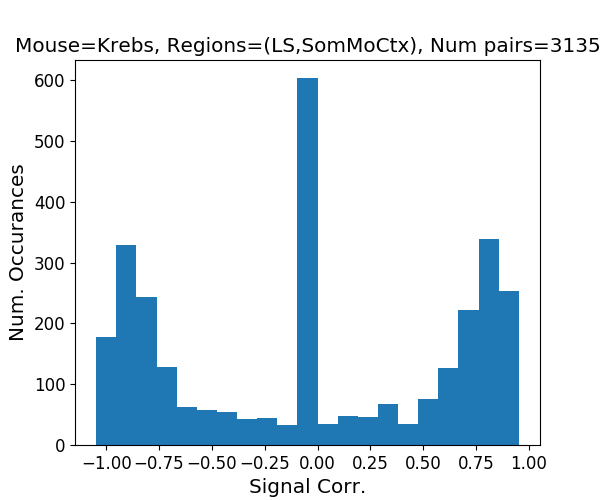 Mouse=Krebs, Regions=(LS,SomMoCtx), Num pairs=3135
600
500
400
300
200
100
0
Num. Occurances
−1.00 −0.75 −0.50 −0.25 0.00 0.25 0.50 0.75 1.00
Signal Corr.